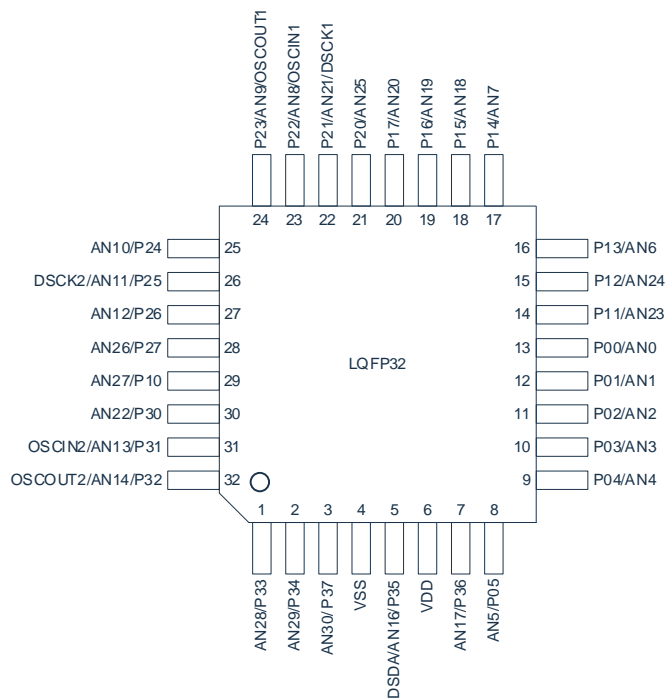 P23/AN9/OSCOUT1
P22/AN8/OSCIN1
P21/AN21/DSCK1
P20/AN25
P17/AN20
P16/AN19
P15/AN18
P14/AN7
24
23
22
21
20
19
18
17
AN10/P24
25
16
P13/AN6
DSCK2/AN11/P25
26
15
P12/AN24
AN12/P26
27
14
P11/AN23
AN26/P27
28
13
P00/AN0
LQFP32
AN27/P10
29
12
P01/AN1
AN22/P30
30
11
P02/AN2
OSCIN2/AN13/P31
31
10
P03/AN3
OSCOUT2/AN14/P32
32
9
P04/AN4
1
2
3
4
5
6
7
8
AN28/P33
AN29/P34
AN30/P37
VSS
DSDA/AN16/P35
VDD
AN17/P36
AN5/P05